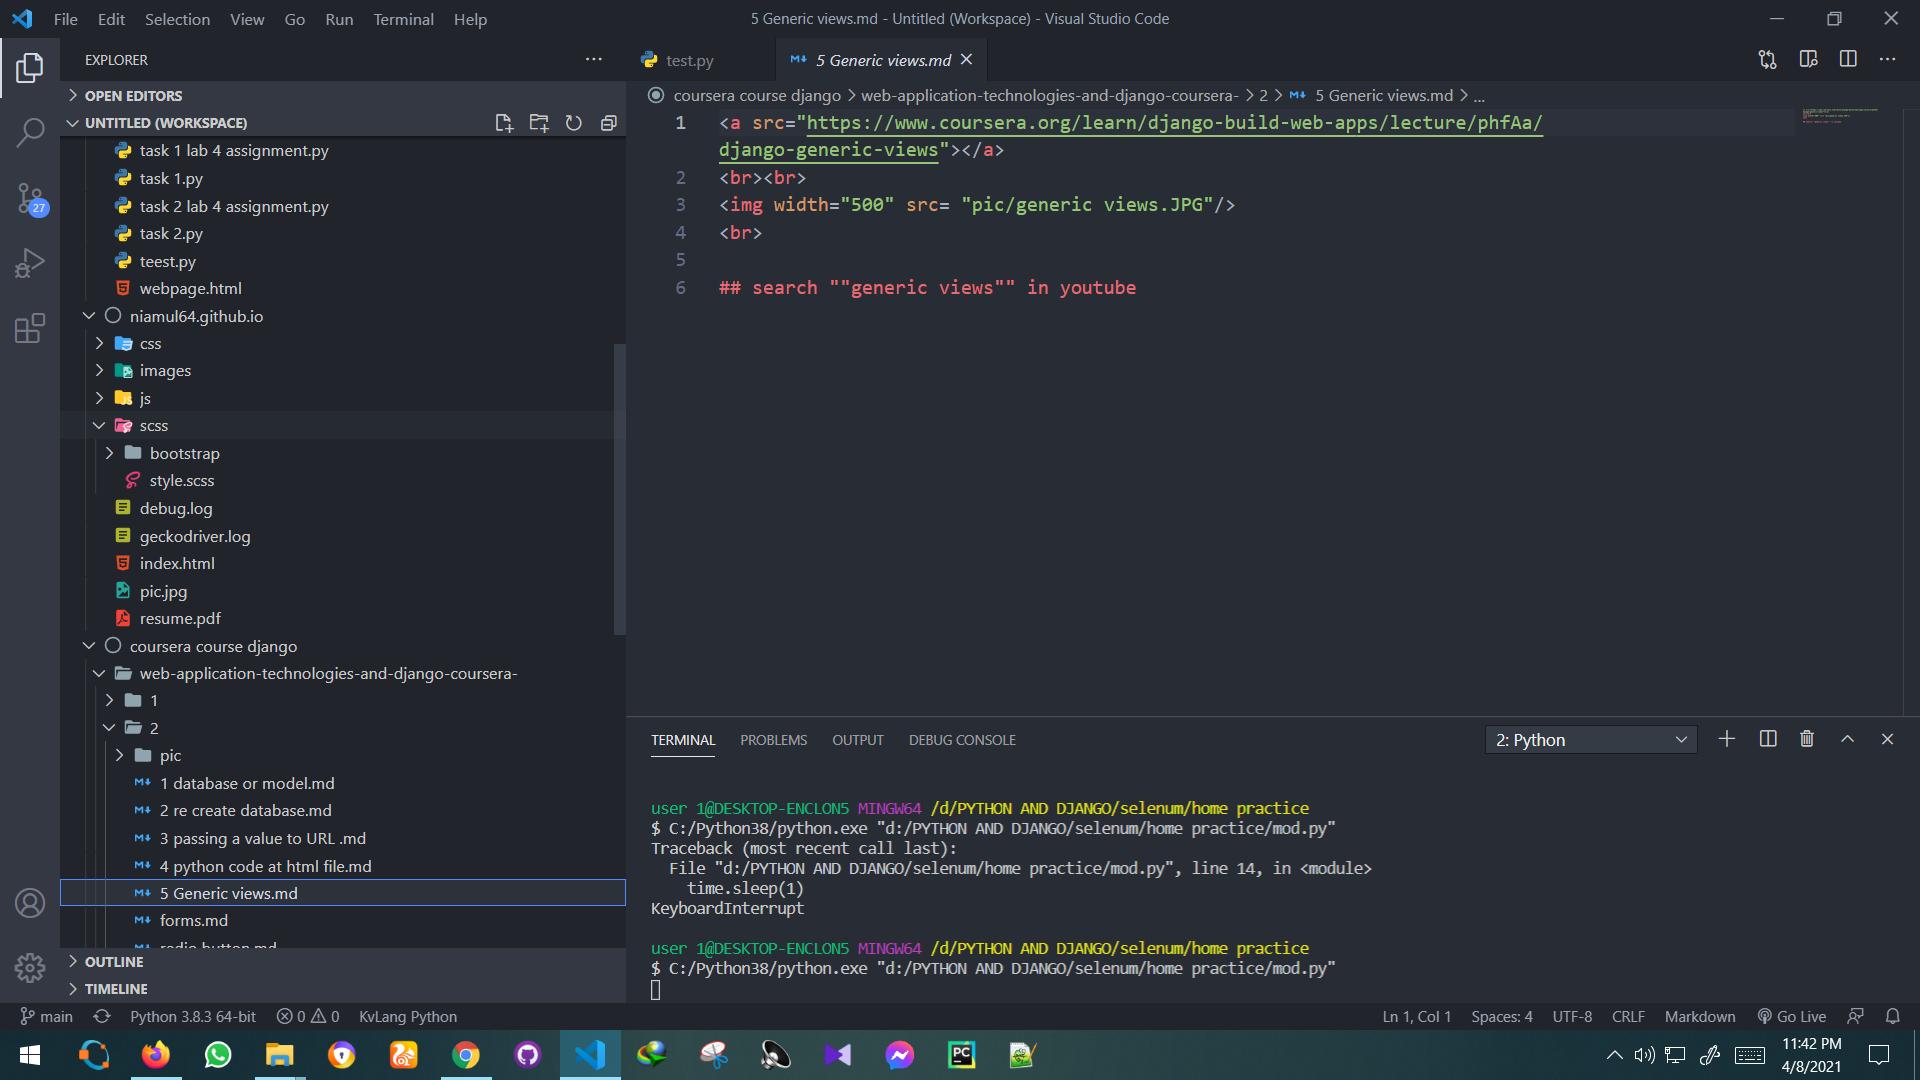 File Edit Selection View Go Run Terminal Help
5 Generic views.md - Untitled (Workspace) - Visual Studio Code
EXPLORER
test.py
5 Generic views.md
OPEN EDITORS
coursera course django > web-application-technologies-and-django-coursera- > 2 > 5 Generic views.md > ...
UNTITLED (WORKSPACE)
27
task 1 lab 4 assignment.py
task 1.py
task 2 lab 4 assignment.py
task 2.py
teest.py
webpage.html
niamul64.github.io
css
images
js
scss
bootstrap
style.scss
debug.log
geckodriver.log
index.html
pic.jpg
resume.pdf
coursera course django
web-application-technologies-and-django-coursera-
1
2
pic
1 database or model.md
2 re create database.md
3 passing a value to URL .md
4 python code at html file.md
5 Generic views.md
forms.md
radio button.md
OUTLINE
TIMELINE
1 <a src="https://www.coursera.org/learn/django-build-web-apps/lecture/phfAa/
django-generic-views"></a>
2 <br><br>
3 <img width="500" src= "pic/generic views.JPG"/>
4 <br>
5
6 ## search ""generic views"" in youtube
TERMINAL PROBLEMS OUTPUT DEBUG CONSOLE
2: Python
user 1@DESKTOP-ENCLON5 MINGW64 /d/PYTHON AND DJANGO/selenum/home practice
$ C:/Python38/python.exe "d:/PYTHON AND DJANGO/selenum/home practice/mod.py"
Traceback (most recent call last):
File "d:/PYTHON AND DJANGO/selenum/home practice/mod.py", line 14, in <module>
time.sleep(1)
KeyboardInterrupt
user 1@DESKTOP-ENCLON5 MINGW64 /d/PYTHON AND DJANGO/selenum/home practice
$ C:/Python38/python.exe "d:/PYTHON AND DJANGO/selenum/home practice/mod.py"
main Python 3.8.3 64-bit 0 0 KvLang Python
Ln 1, Col 1 Spaces: 4 UTF-8 CRLF Markdown Go Live
PC
11:42 PM
4/8/2021